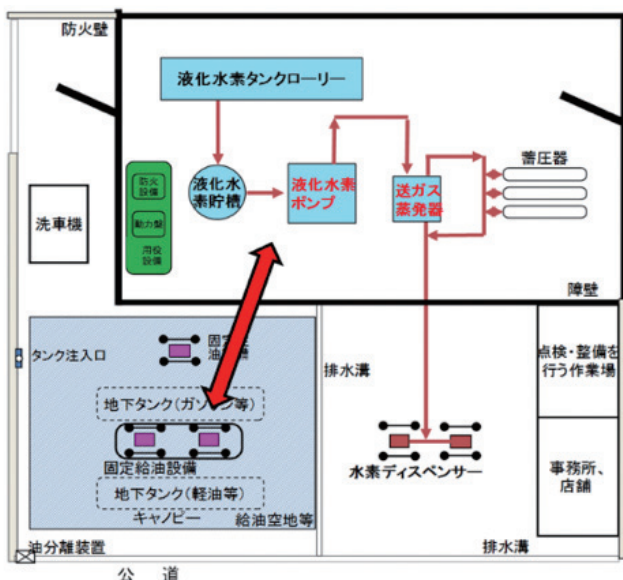 防火壁
液化水素タンクローリー
蓄圧器
防火
設備
動力盤
用役
設備
液化水
素貯槽
液化水素
ポンプ
送ガス
蒸発器
洗車機
障壁
タンク注入口
固定
油
排水溝
点検・整備を
行う作業場
地下タンク(ガソ
ン等)
固定給油設備
水素ディスペンサー
事務所、
店舗
地下タンク(軽油等)
キャノピー
給油空地等
油分離装置
排水溝
公 道